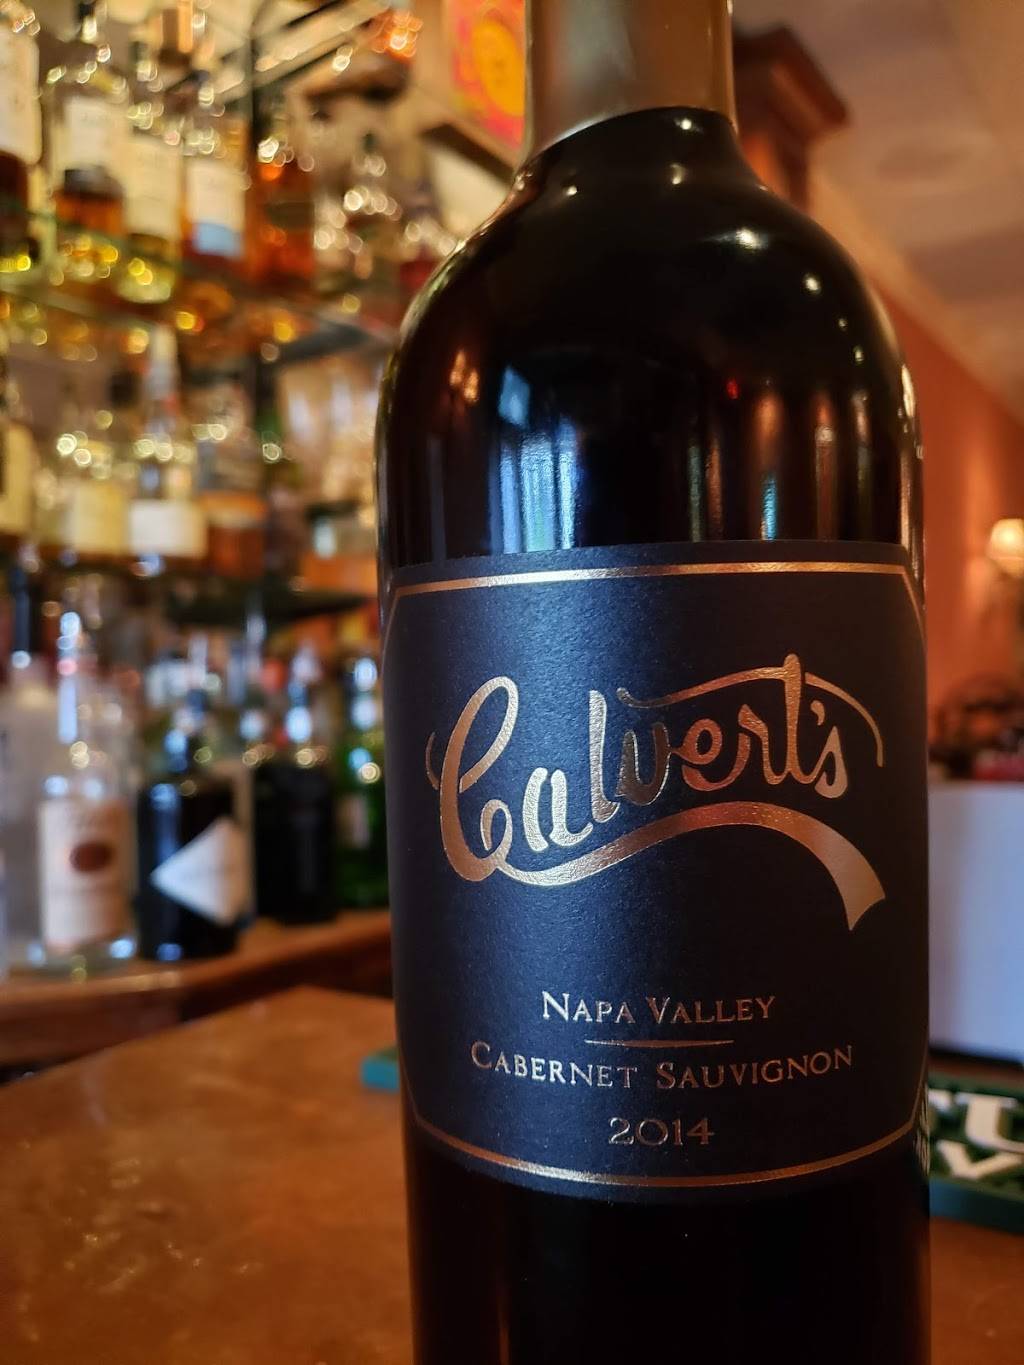 Calvert's
NAPA VALLEY
CABERNET SAUVIGNON
2014